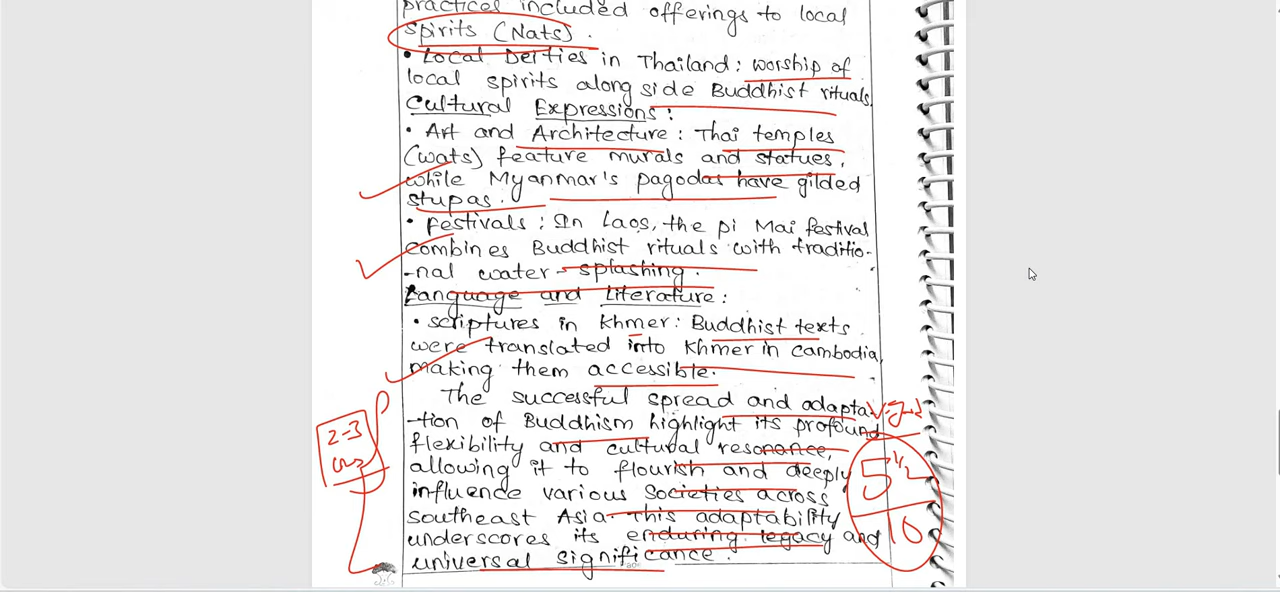 practices included offerings to local
spirits (Nats).
• Local Deities in Thailand: worship of
local spirits along side Buddhist rituals.
Cultural Expressions:
• Art and Architecture: Thai temples
(wats) feature murals and statues,
while Myanmar's pagodas have gilded
stupas.
• Festivals: In Laos, the pi Mai festival
combines Buddhist rituals with traditio-
-nal water-splashing.
Language and Literature:
• Scriptures in Khmer: Buddhist texts
were translated into Khmer in Cambodia,
making them accessible.
The successful spread and adapta-
-tion of Buddhism highlight its profound
flexibility and cultural resonance,
allowing it to flourish and deeply
influence various Societies across
Southeast Asia. This adaptability
underscores its enduring legacy and
universal significance.
2-3
5 1/2
10